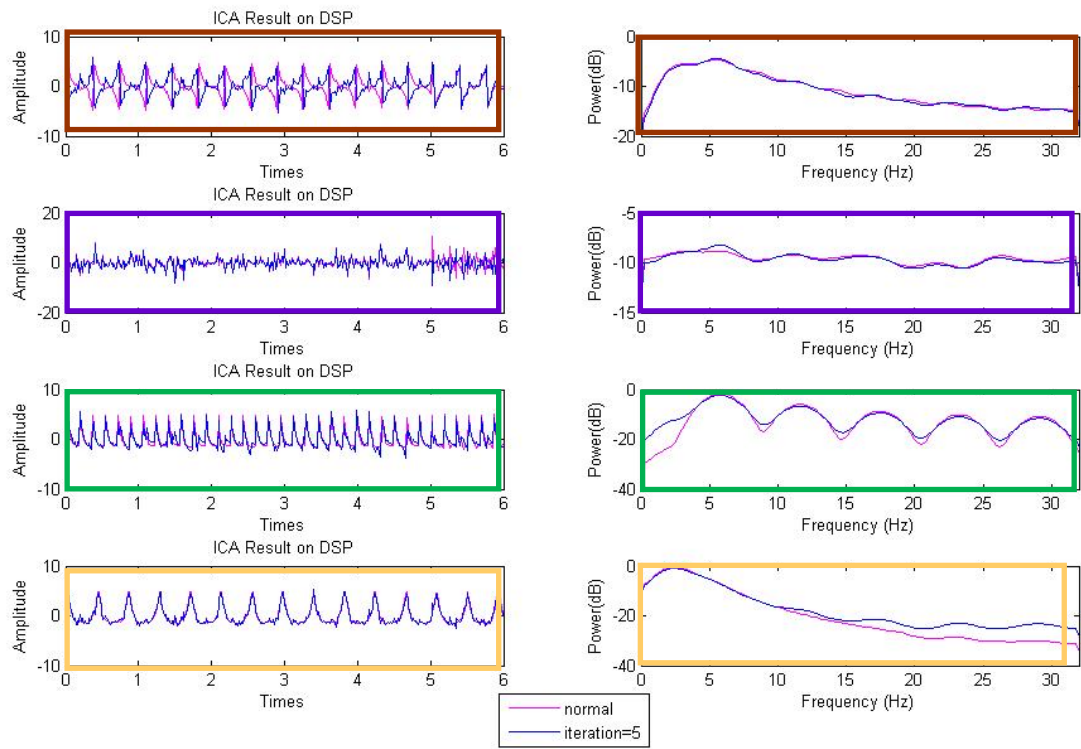 ICA Result on DSP
Amplitude
10
0
-10
0 1 2 3 4 5 6
Times
Power(dB)
0
-10
-20
0 5 10 15 20 25 30
Frequency (Hz)
ICA Result on DSP
Amplitude
20
0
-20
0 1 2 3 4 5 6
Times
Power(dB)
-5
-10
-15
0 5 10 15 20 25 30
Frequency (Hz)
ICA Result on DSP
Amplitude
10
0
-10
0 1 2 3 4 5 6
Times
Power(dB)
0
-20
-40
0 5 10 15 20 25 30
Frequency (Hz)
ICA Result on DSP
Amplitude
10
0
-10
0 1 2 3 4 5 6
Times
Power(dB)
0
-20
-40
0 5 10 15 20 25 30
Frequency (Hz)
normal
iteration=5